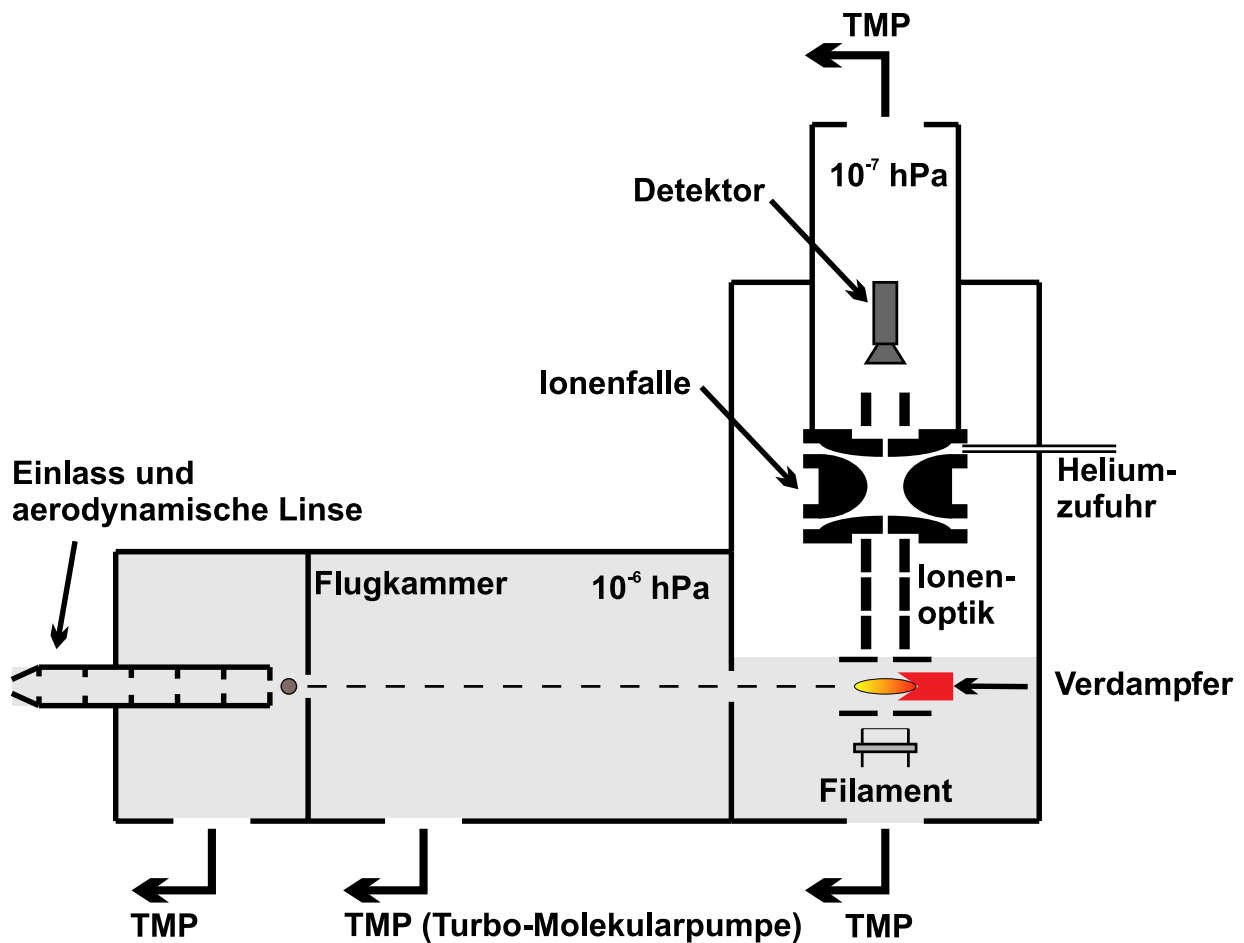 TMP
10⁻⁷ hPa
Detektor
Ionenfalle
Einlass und
aerodynamische Linse
Helium-
zufuhr
Flugkammer
10⁻⁶ hPa
Ionen-
optik
Verdampfer
Filament
TMP
TMP (Turbo-Molekularpumpe)
TMP